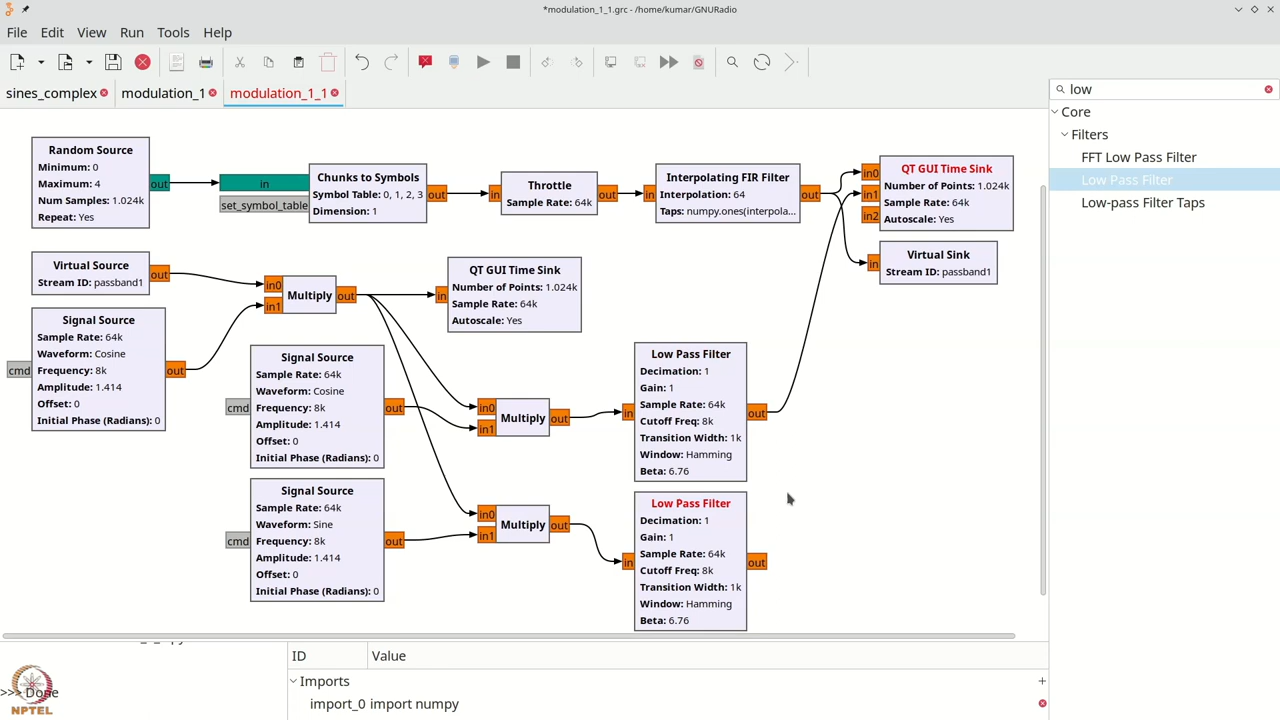 *modulation_1_1.grc - /home/kumar/GNURadio
File Edit View Run Tools Help
sines_complex modulation_1 modulation_1_1
low
Core
Filters
FFT Low Pass Filter
Low Pass Filter
Low-pass Filter Taps
Random Source
Minimum: 0
Maximum: 4
Num Samples: 1.024k
Repeat: Yes
out
in
set_symbol_table
Chunks to Symbols
Symbol Table: 0, 1, 2, 3
Dimension: 1
out
in
Throttle
Sample Rate: 64k
out
in
Interpolating FIR Filter
Interpolation: 64
Taps: numpy.ones(interpola...
out
in0
in1
in2
QT GUI Time Sink
Number of Points: 1.024k
Sample Rate: 64k
Autoscale: Yes
in
Virtual Sink
Stream ID: passband1
Virtual Source
Stream ID: passband1
out
in0
in1
Multiply
out
in
QT GUI Time Sink
Number of Points: 1.024k
Sample Rate: 64k
Autoscale: Yes
cmd
Signal Source
Sample Rate: 64k
Waveform: Cosine
Frequency: 8k
Amplitude: 1.414
Offset: 0
Initial Phase (Radians): 0
out
cmd
Signal Source
Sample Rate: 64k
Waveform: Cosine
Frequency: 8k
Amplitude: 1.414
Offset: 0
Initial Phase (Radians): 0
out
in0
in1
Multiply
out
in
Low Pass Filter
Decimation: 1
Gain: 1
Sample Rate: 64k
Cutoff Freq: 8k
Transition Width: 1k
Window: Hamming
Beta: 6.76
out
cmd
Signal Source
Sample Rate: 64k
Waveform: Sine
Frequency: 8k
Amplitude: 1.414
Offset: 0
Initial Phase (Radians): 0
out
in0
in1
Multiply
out
in
Low Pass Filter
Decimation: 1
Gain: 1
Sample Rate: 64k
Cutoff Freq: 8k
Transition Width: 1k
Window: Hamming
Beta: 6.76
out
>>> Done
NPTEL
ID Value
Imports
import_0 import numpy